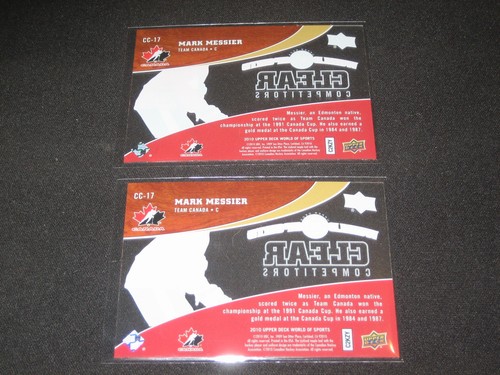 CC-17
MARK MESSIER
TEAM CANADA • C
CANADA
CLEAR
COMPETITORS
Messier, an Edmonton native,
scored twice as Team Canada won the
championship at the 1991 Canada Cup. He also earned a
gold medal at the Canada Cup in 1984 and 1987.
2010 UPPER DECK WORLD OF SPORTS
C2NZY
CC-17
MARK MESSIER
TEAM CANADA • C
CANADA
CLEAR
COMPETITORS
Messier, an Edmonton native,
scored twice as Team Canada won the
championship at the 1991 Canada Cup. He also earned a
gold medal at the Canada Cup in 1984 and 1987.
2010 UPPER DECK WORLD OF SPORTS
C2NZY